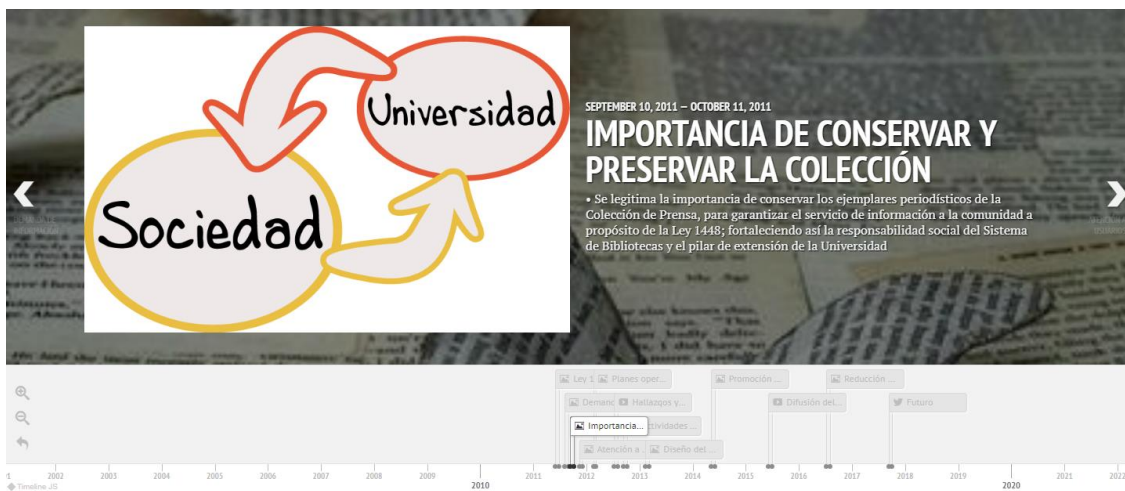 Universidad
Sociedad
SEPTEMBER 10, 2011 — OCTOBER 11, 2011
IMPORTANCIA DE CONSERVAR Y
PRESERVAR LA COLECCIÓN
• Se legitima la importancia de conservar los ejemplares periodísticos de la
Colección de Prensa, para garantizar el servicio de información a la comunidad a
propósito de la Ley 1448; fortaleciendo así la responsabilidad social del Sistema
de Bibliotecas y el pilar de extensión de la Universidad
Ley 1 Planes oper... Promoción ... Reducción ...
Demanc Hallazgos y... Difusión del... Futuro
Importancia... ctividades ...
Atención a Diseño del ...
2002 2003 2004 2005 2006 2007 2008 2009 2010 2011 2012 2013 2014 2015 2016 2017 2018 2019 2020 2021 2022
Timeline JS